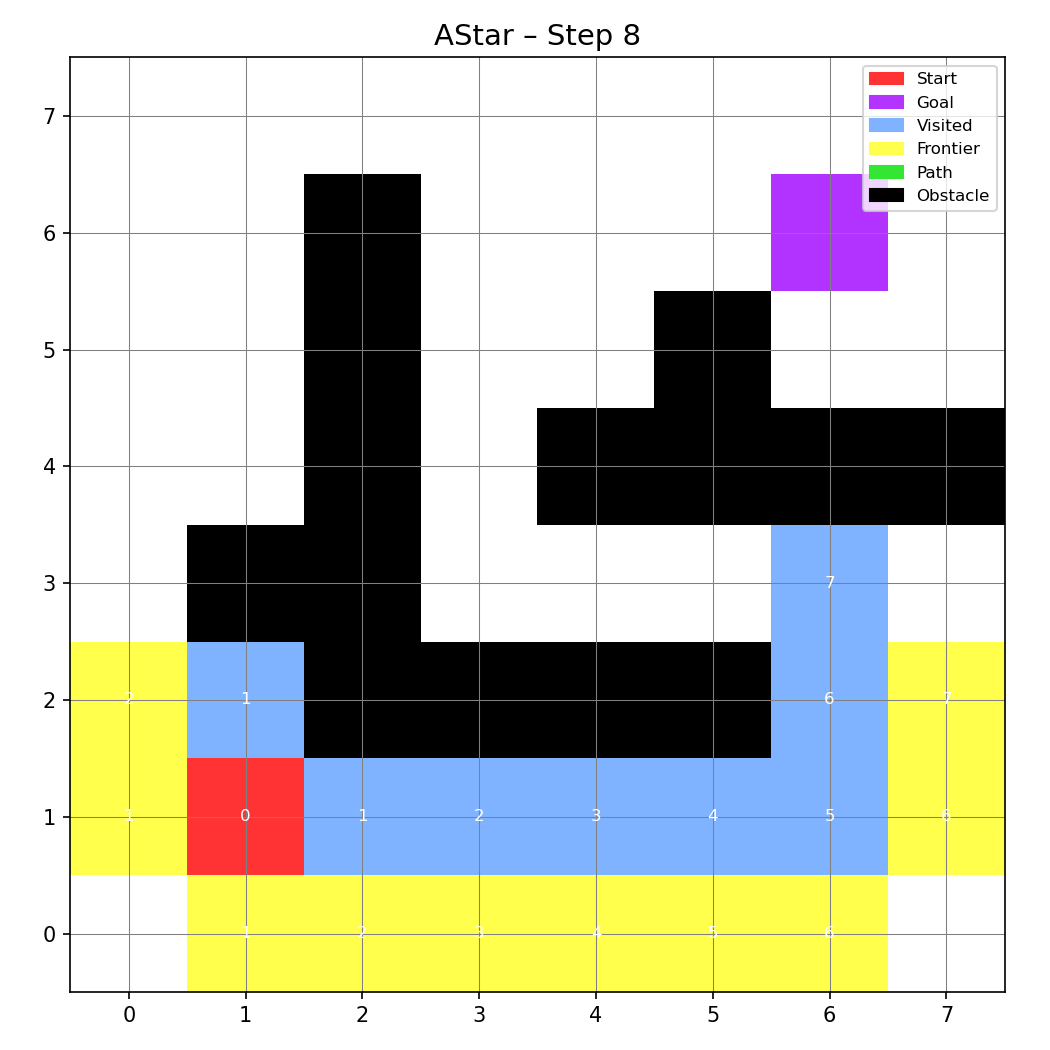 AStar – Step 8
Start
Goal
Visited
Frontier
Path
Obstacle
7
6
5
4
3
2
1
0
7
2 1 6 7
1 0 1 2 3 4 5 6
1 2 3 4 5 6
0 1 2 3 4 5 6 7